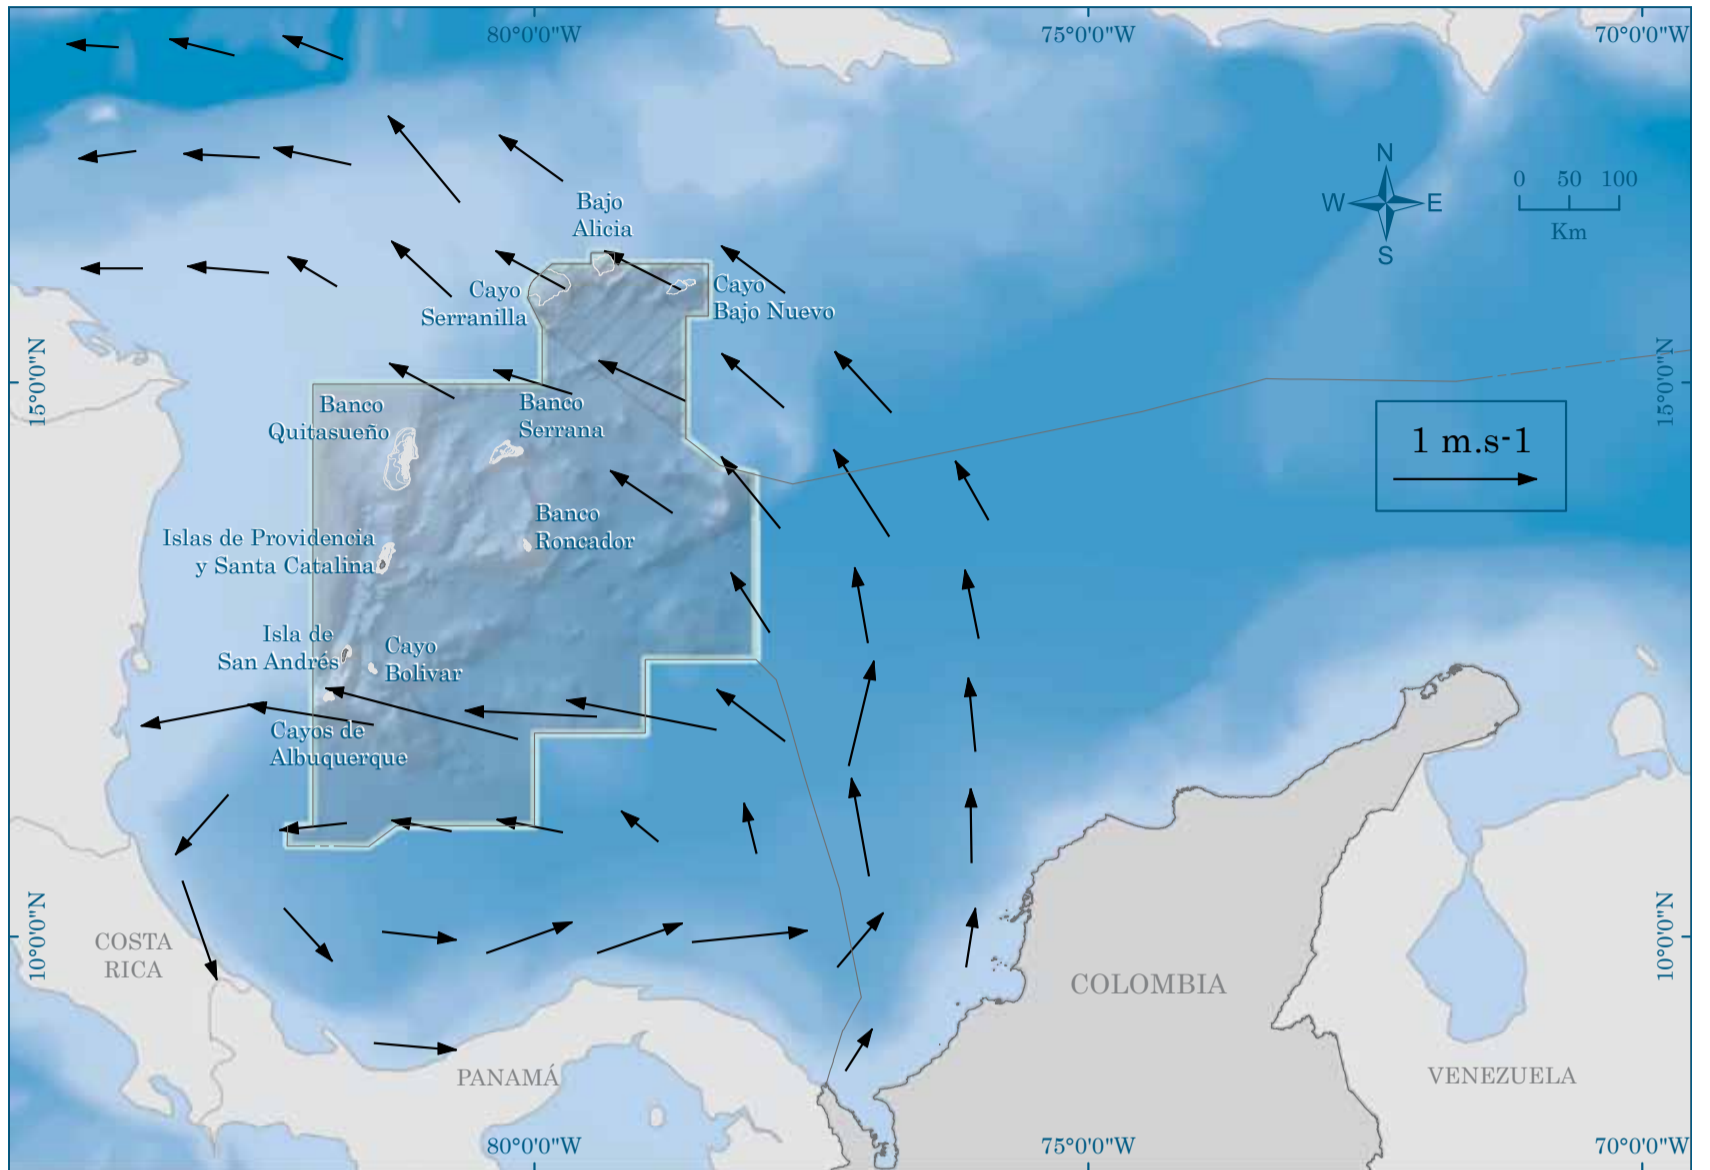 80°0'0"W
75°0'0"W
70°0'0"W
N
W
E
S
0 50 100
Km
Bajo
Alicia
Cayo
Serranilla
Cayo
Bajo Nuevo
15°0'0"N
15°0'0"N
Banco
Quitasueño
Banco
Serrana
1 m.s-1
Banco
Roncador
Islas de Providencia
y Santa Catalina
Isla de
San Andrés
Cayo
Bolivar
Cayos de
Albuquerque
10°0'0"N
10°0'0"N
COSTA
RICA
COLOMBIA
PANAMÁ
VENEZUELA
80°0'0"W
75°0'0"W
70°0'0"W